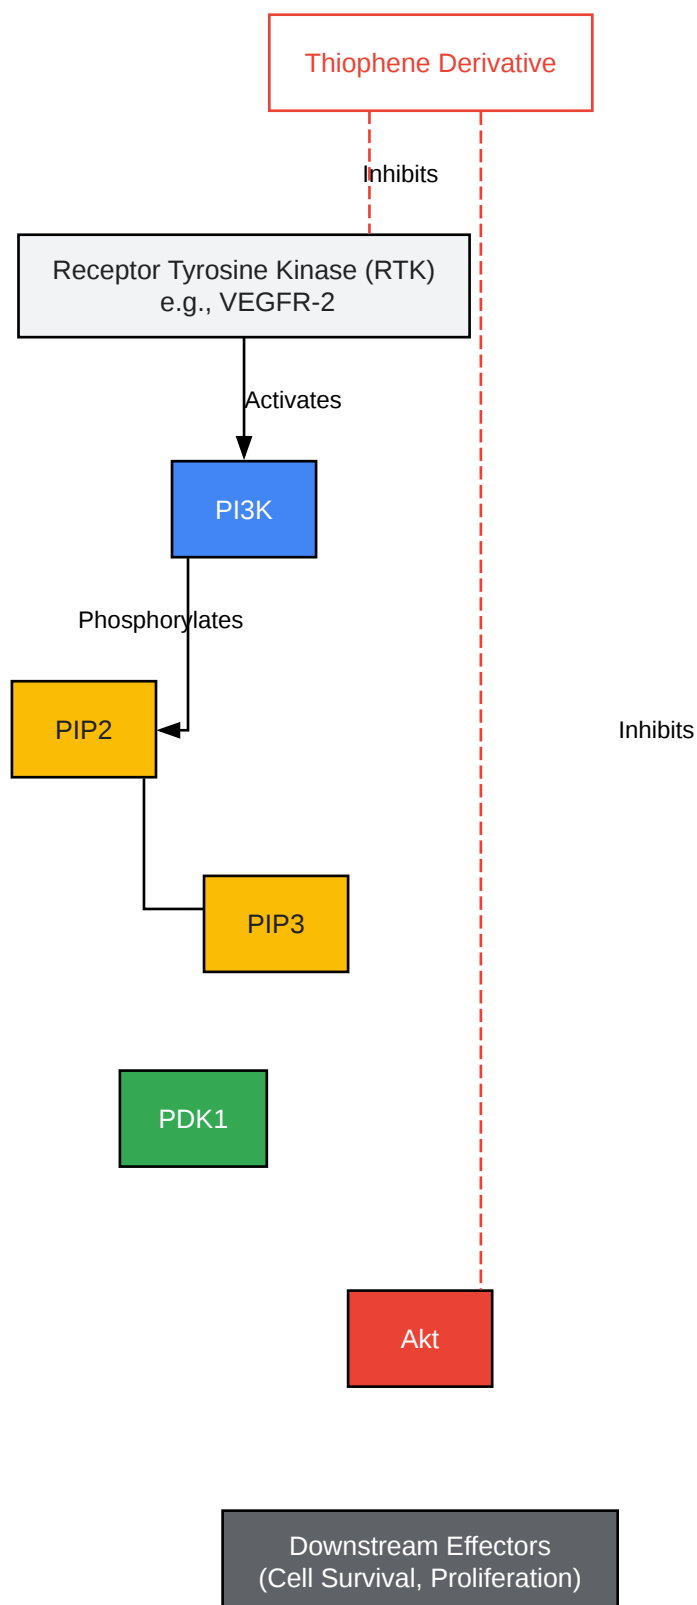 Thiophene Derivative
Inhibits
Receptor Tyrosine Kinase (RTK)
e.g., VEGFR-2
Activates
PI3K
Phosphorylates
PIP2
Inhibits
PIP3
PDK1
Akt
Downstream Effectors
(Cell Survival, Proliferation)